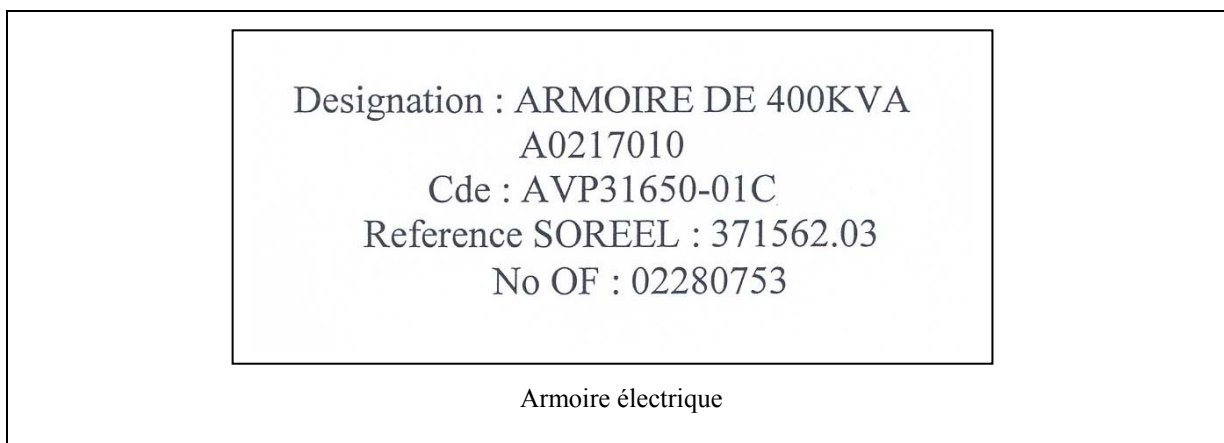 Designation : ARMOIRE DE 400KVA
A0217010
Cde : AVP31650-01C
Reference SOREEL : 371562.03
No OF : 02280753
Armoire électrique